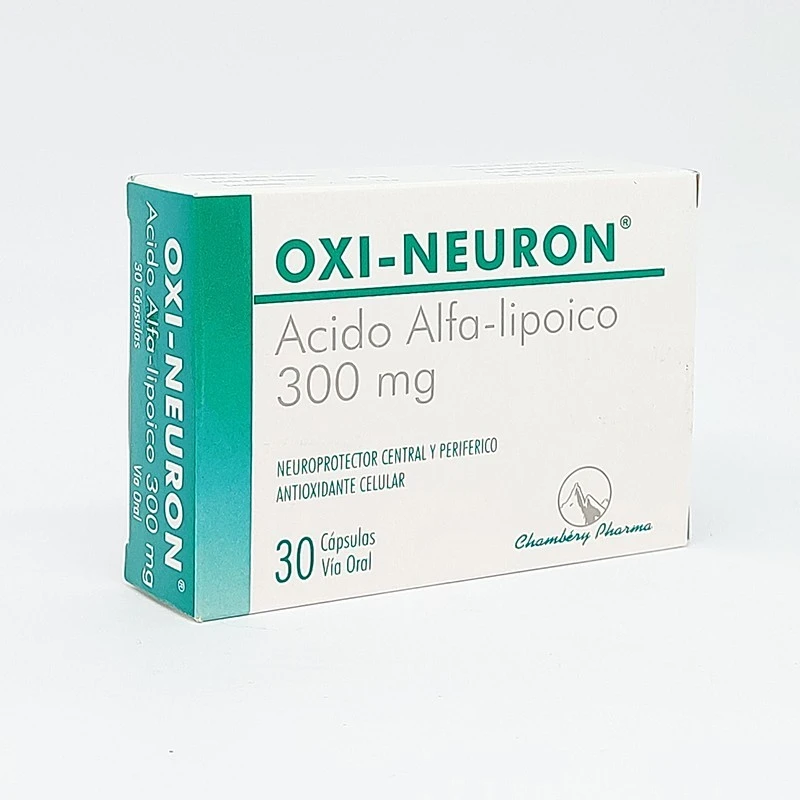 OXI-NEURON®
Acido Alfa-lipoico
300 mg
NEUROPROTECTOR CENTRAL Y PERIFERICO
ANTIOXIDANTE CELULAR
30 Cápsulas
Vía Oral
Chambéry Pharma
OXI-NEURON®
Acido Alfa-lipoico 300 mg
30 Cápsulas Vía Oral